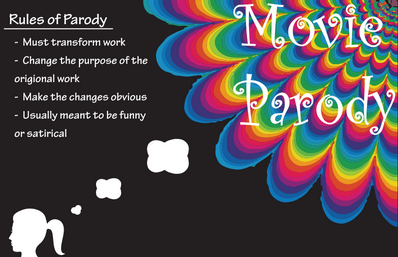 Rules of Parody
- Must transform work
- Change the purpose of the
origional work
- Make the changes obvious
- Usually meant to be funny
or satirical
Movie
Parody